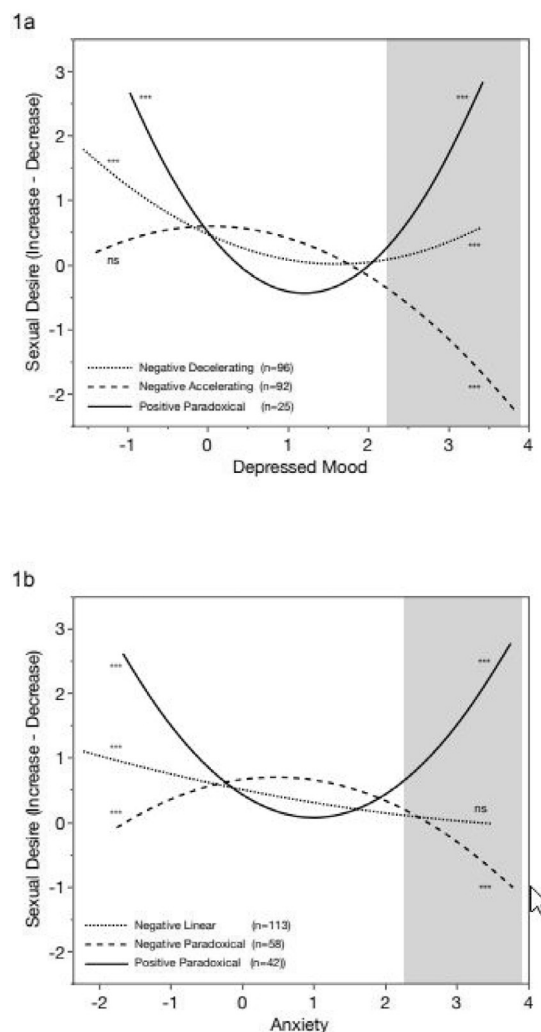 1a
Sexual Desire (Increase - Decrease)
3
2
1
0
-1
-2
***
***
***
ns
***
***
Negative Decelerating (n=96)
Negative Accelerating (n=92)
Positive Paradoxical (n=25)
-1 0 1 2 3 4
Depressed Mood
1b
Sexual Desire (Increase - Decrease)
3
2
1
0
-1
-2
***
***
***
ns
***
***
Negative Linear (n=113)
Negative Paradoxical (n=58)
Positive Paradoxical (n=42))
-2 -1 0 1 2 3 4
Anxiety